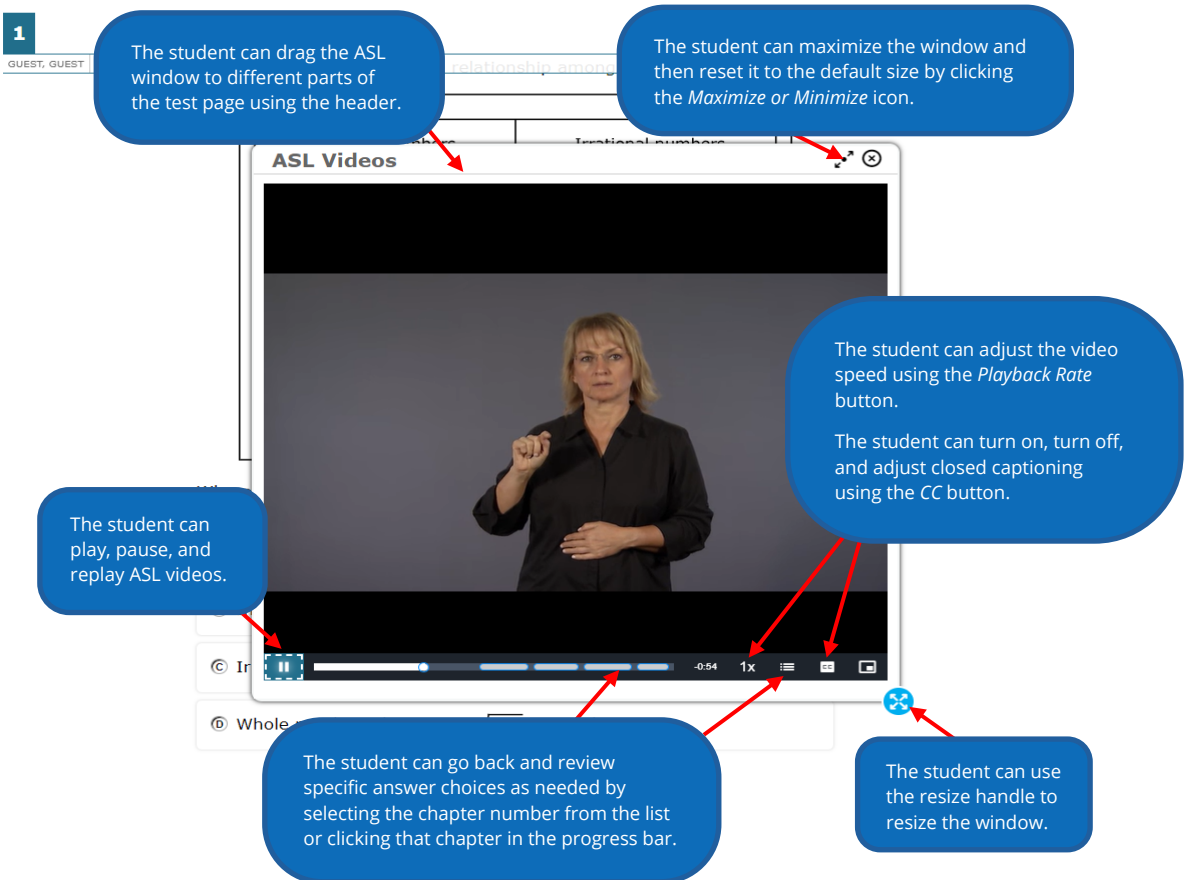 1
GUEST, GUEST
The student can drag the ASL
window to different parts of
the test page using the header.
relationship among
The student can maximize the window and
then reset it to the default size by clicking
the Maximize or Minimize icon.
Irrational numbers
ASL Videos
The student can adjust the video
speed using the Playback Rate
button.
The student can turn on, turn off,
and adjust closed captioning
using the CC button.
The student can
play, pause, and
replay ASL videos.
-0:54 1x CC
C Ir
D Whole
The student can go back and review
specific answer choices as needed by
selecting the chapter number from the list
or clicking that chapter in the progress bar.
The student can use
the resize handle to
resize the window.